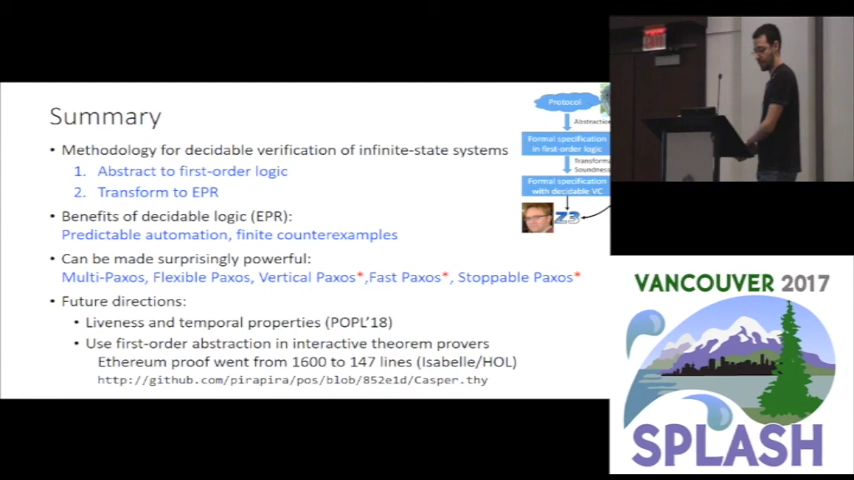 Summary
• Methodology for decidable verification of infinite-state systems
1. Abstract to first-order logic
2. Transform to EPR
• Benefits of decidable logic (EPR):
Predictable automation, finite counterexamples
• Can be made surprisingly powerful:
Multi-Paxos, Flexible Paxos, Vertical Paxos*,Fast Paxos*, Stoppable Paxos*
• Future directions:
• Liveness and temporal properties (POPL'18)
• Use first-order abstraction in interactive theorem provers
Ethereum proof went from 1600 to 147 lines (Isabelle/HOL)
http://github.com/pirapira/pos/blob/852e1d/Casper.thy
Protocol
Abstraction
Formal specification
in first-order logic
Transforma
Soundness
Formal specification
with decidable VC
Z3
EXIT
VANCOUVER 2017
SPLASH